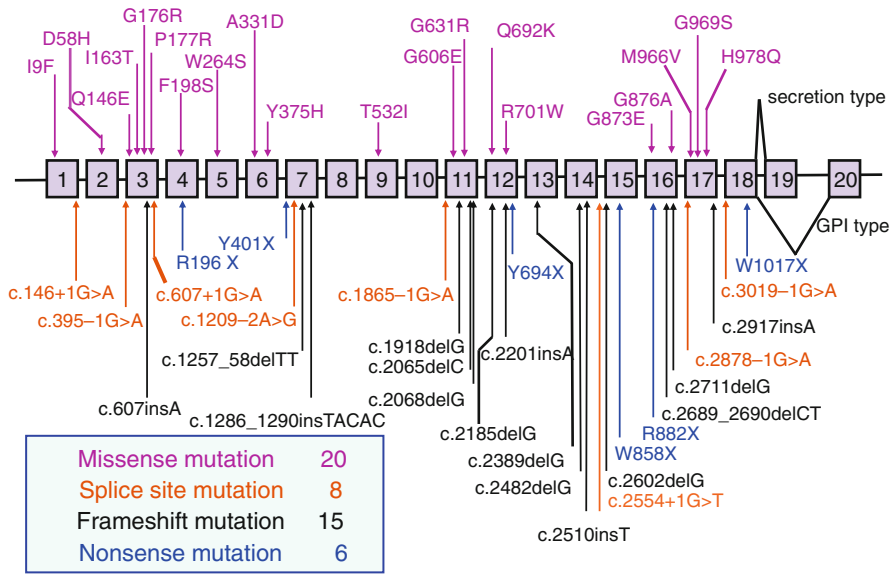 G176R
A331D
G631R
Q692K
G969S
D58H
P177R
I163T
W264S
G606E
M966V
H978Q
I9F
F198S
Q146E
Y375H
T532I
R701W
G876A
G873E
secretion type
1 2 3 4 5 6 7 8 9 10 11 12 13 14 15 16 17 18 19 20
GPI type
Y401X
R196 X
Y694X
W1017X
c.146+1G>A
c.607+1G>A
c.1865–1G>A
c.3019–1G>A
c.395–1G>A
c.1209–2A>G
c.2917insA
c.1918delG
c.2201insA
c.1257_58delTT
c.2065delC
c.2878–1G>A
c.2068delG
c.2711delG
c.607insA
c.1286_1290insTACAC
c.2689_2690delCT
c.2185delG
R882X
W858X
c.2389delG
c.2482delG
c.2602delG
c.2554+1G>T
c.2510insT
Missense mutation 20
Splice site mutation 8
Frameshift mutation 15
Nonsense mutation 6